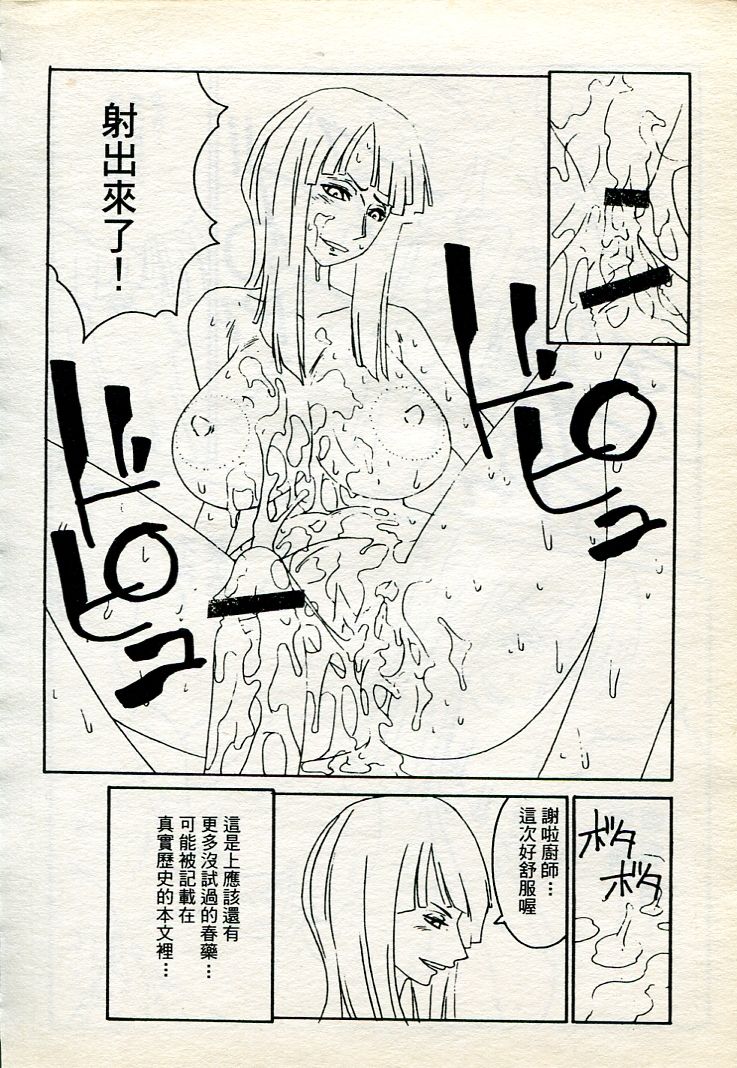 射出來了！
ドピュ
ドピュ
ボタ
ボタ
謝啦廚師…
這次好舒服喔
這是上應該還有
更多沒試過的春藥…
可能被記載在
真實歷史的本文裡…